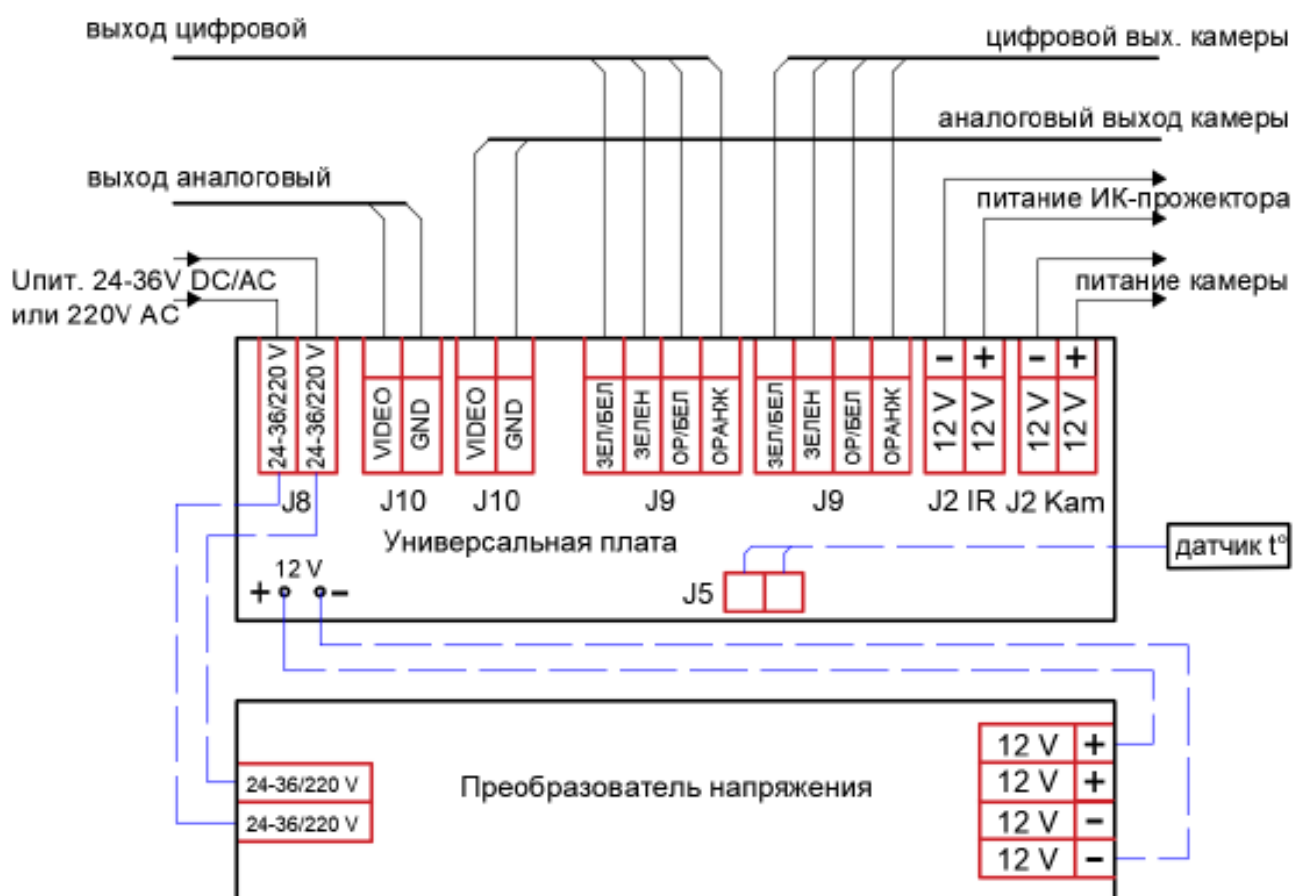 выход цифровой
цифровой вых. камеры
аналоговый выход камеры
выход аналоговый
питание ИК-прожектора
Uпит. 24-36V DC/AC
или 220V AC
питание камеры
24-36/220 V
24-36/220 V
VIDEO
GND
VIDEO
GND
ЗЕЛ/БЕЛ
ЗЕЛЕН
ОР/БЕЛ
ОРАНЖ
ЗЕЛ/БЕЛ
ЗЕЛЕН
ОР/БЕЛ
ОРАНЖ
12 V −
12 V +
12 V −
12 V +
J8
J10
J10
J9
J9
J2 IR
J2 Kam
Универсальная плата
датчик t°
12 V
+ −
J5
12 V +
12 V +
12 V −
12 V −
24-36/220 V
24-36/220 V
Преобразователь напряжения